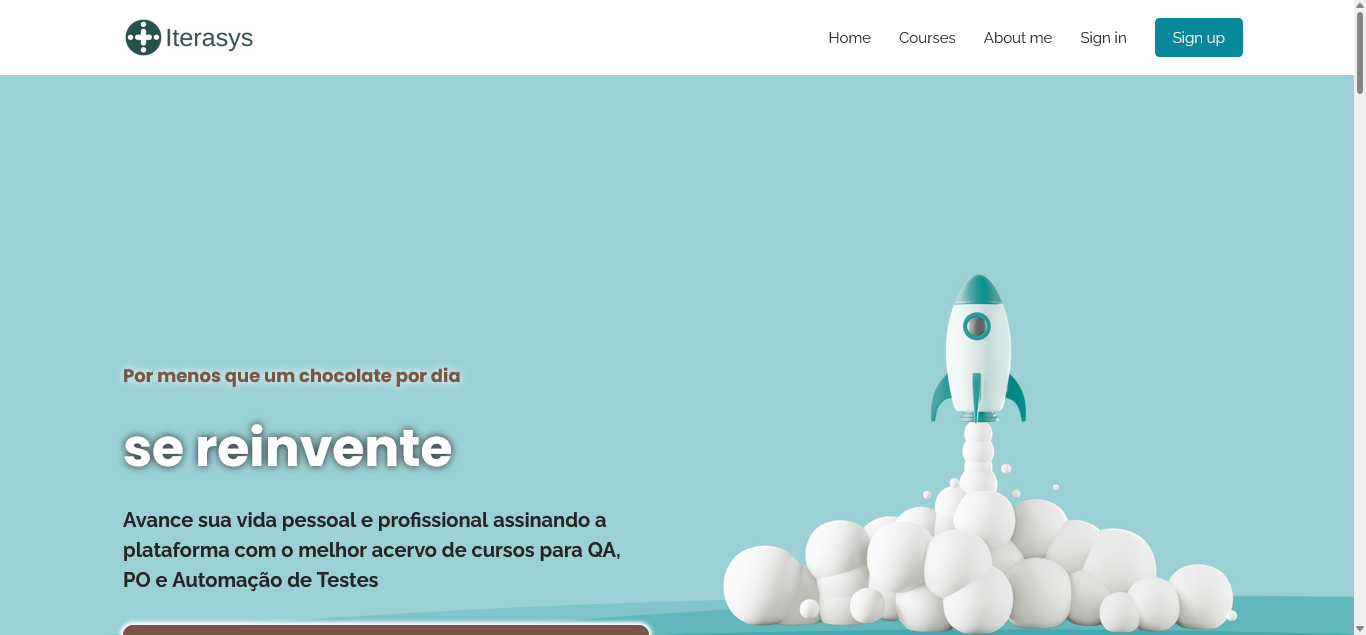 Iterasys
Home
Courses
About me
Sign in
Sign up
Por menos que um chocolate por dia
se reinvente
Avance sua vida pessoal e profissional assinando a
plataforma com o melhor acervo de cursos para QA,
PO e Automação de Testes